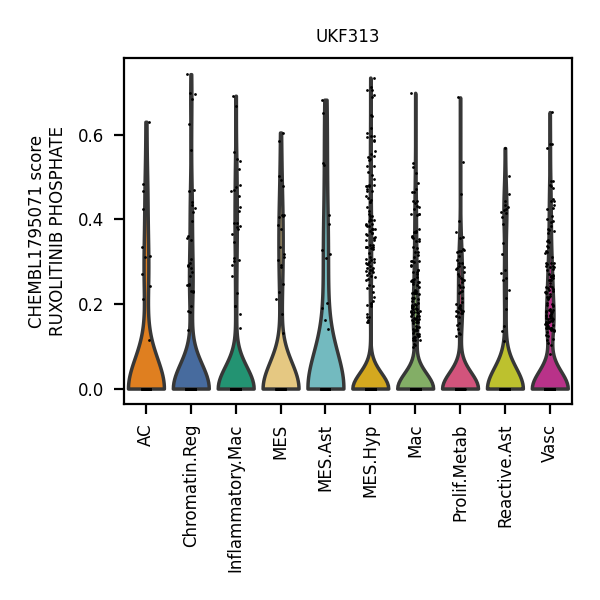 UKF313
CHEMBL1795071 score
RUXOLITINIB PHOSPHATE
0.6
0.4
0.2
0.0
AC
Chromatin.Reg
Inflammatory.Mac
MES
MES.Ast
MES.Hyp
Mac
Prolif.Metab
Reactive.Ast
Vasc